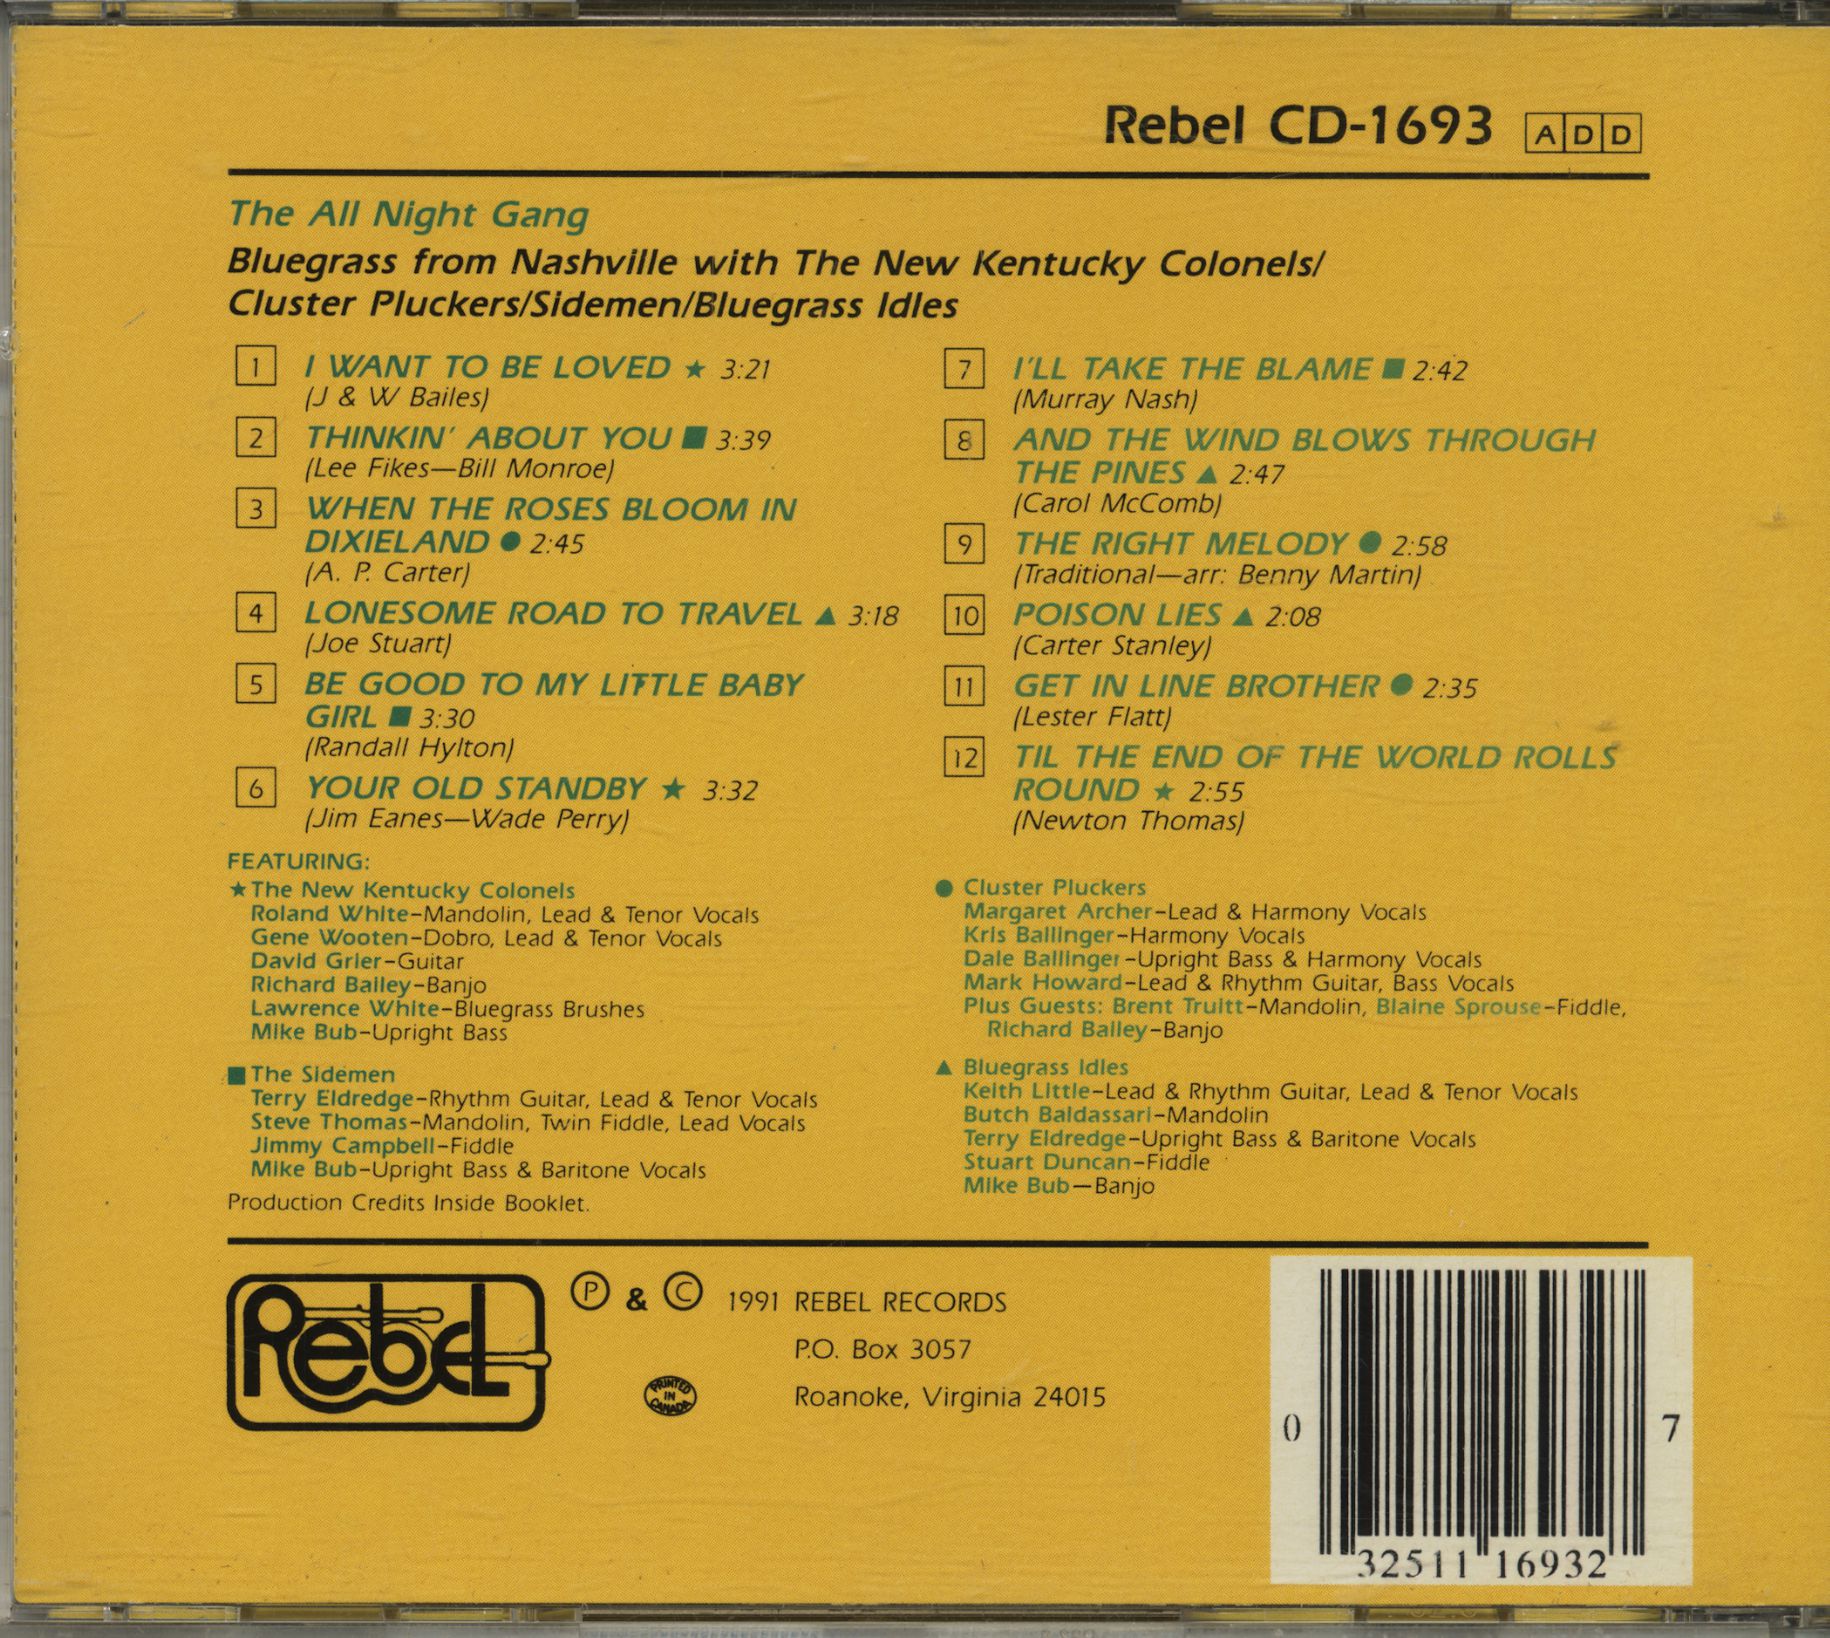 Rebel CD-1693 ADD
The All Night Gang
Bluegrass from Nashville with The New Kentucky Colonels/
Cluster Pluckers/Sidemen/Bluegrass Idles
1 I WANT TO BE LOVED ★ 3:21
(J & W Bailes)
2 THINKIN' ABOUT YOU ■ 3:39
(Lee Fikes—Bill Monroe)
3 WHEN THE ROSES BLOOM IN
DIXIELAND ● 2:45
(A. P. Carter)
4 LONESOME ROAD TO TRAVEL ▲ 3:18
(Joe Stuart)
5 BE GOOD TO MY LITTLE BABY
GIRL ■ 3:30
(Randall Hylton)
6 YOUR OLD STANDBY ★ 3:32
(Jim Eanes—Wade Perry)
7 I'LL TAKE THE BLAME ■ 2:42
(Murray Nash)
8 AND THE WIND BLOWS THROUGH
THE PINES ▲ 2:47
(Carol McComb)
9 THE RIGHT MELODY ● 2:58
(Traditional—arr: Benny Martin)
10 POISON LIES ▲ 2:08
(Carter Stanley)
11 GET IN LINE BROTHER ● 2:35
(Lester Flatt)
12 TIL THE END OF THE WORLD ROLLS
ROUND ★ 2:55
(Newton Thomas)
FEATURING:
★ The New Kentucky Colonels
Roland White-Mandolin, Lead & Tenor Vocals
Gene Wooten-Dobro, Lead & Tenor Vocals
David Grier-Guitar
Richard Bailey-Banjo
Lawrence White-Bluegrass Brushes
Mike Bub-Upright Bass
■ The Sidemen
Terry Eldredge-Rhythm Guitar, Lead & Tenor Vocals
Steve Thomas-Mandolin, Twin Fiddle, Lead Vocals
Jimmy Campbell-Fiddle
Mike Bub-Upright Bass & Baritone Vocals
Production Credits Inside Booklet.
● Cluster Pluckers
Margaret Archer-Lead & Harmony Vocals
Kris Ballinger-Harmony Vocals
Dale Ballinger-Upright Bass & Harmony Vocals
Mark Howard-Lead & Rhythm Guitar, Bass Vocals
Plus Guests: Brent Truitt-Mandolin, Blaine Sprouse-Fiddle,
Richard Bailey-Banjo
▲ Bluegrass Idles
Keith Little-Lead & Rhythm Guitar, Lead & Tenor Vocals
Butch Baldassari-Mandolin
Terry Eldredge-Upright Bass & Baritone Vocals
Stuart Duncan-Fiddle
Mike Bub—Banjo
Rebel
Ⓟ & Ⓒ 1991 REBEL RECORDS
P.O. Box 3057
Roanoke, Virginia 24015
PRINTED
IN
CANADA
0 32511 16932 7